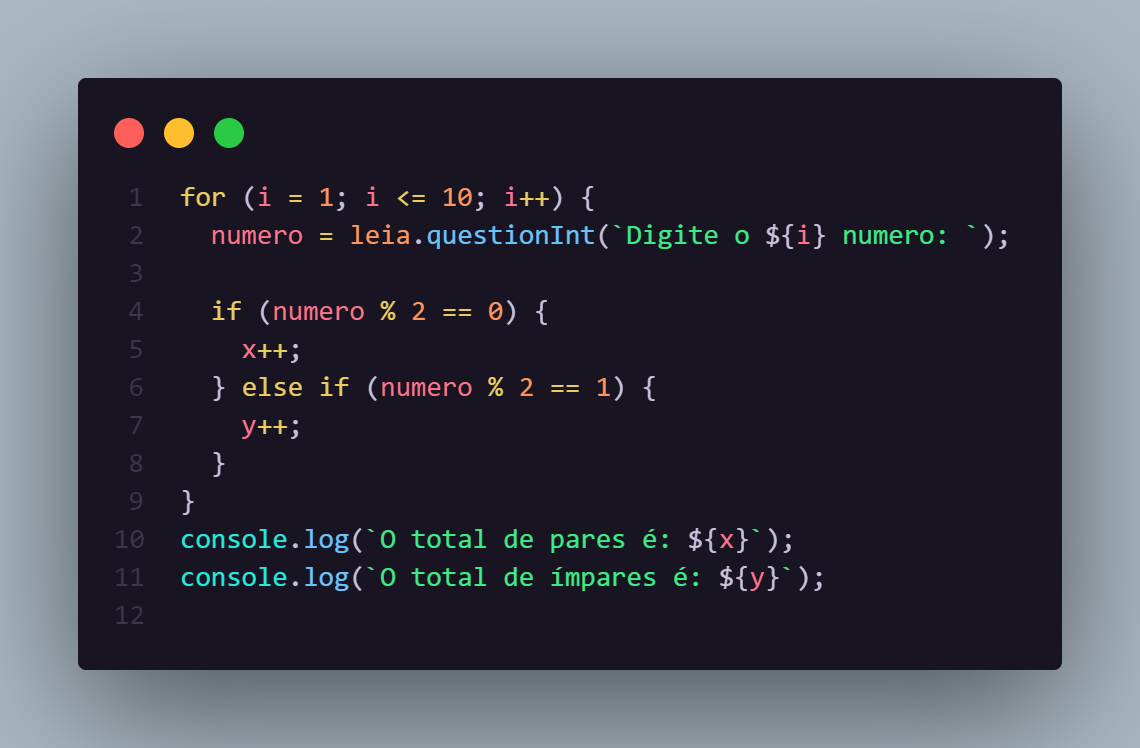 1 for (i = 1; i <= 10; i++) {
2 numero = leia.questionInt(`Digite o ${i} numero: `);
3
4 if (numero % 2 == 0) {
5 x++;
6 } else if (numero % 2 == 1) {
7 y++;
8 }
9 }
10 console.log(`O total de pares é: ${x}`);
11 console.log(`O total de ímpares é: ${y}`);
12